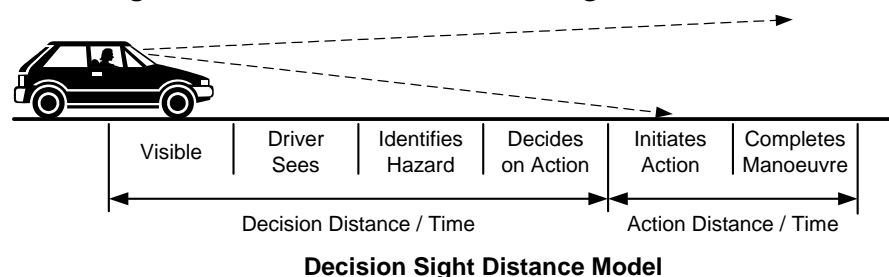 Visible
Driver Sees
Identifies Hazard
Decides on Action
Initiates Action
Completes Manoeuvre
Decision Distance / Time
Action Distance / Time
Decision Sight Distance Model